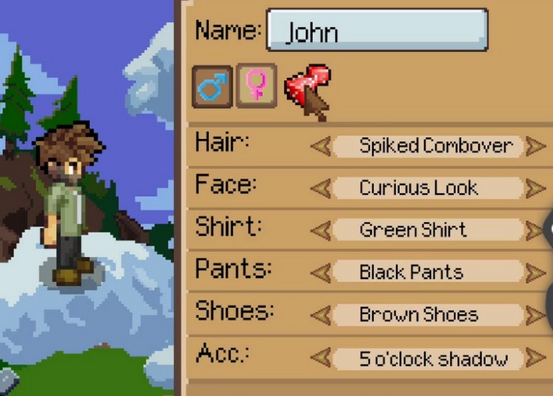 Name: John
Hair: Spiked Combover
Face: Curious Look
Shirt: Green Shirt
Pants: Black Pants
Shoes: Brown Shoes
Acc.: 5 o'clock shadow